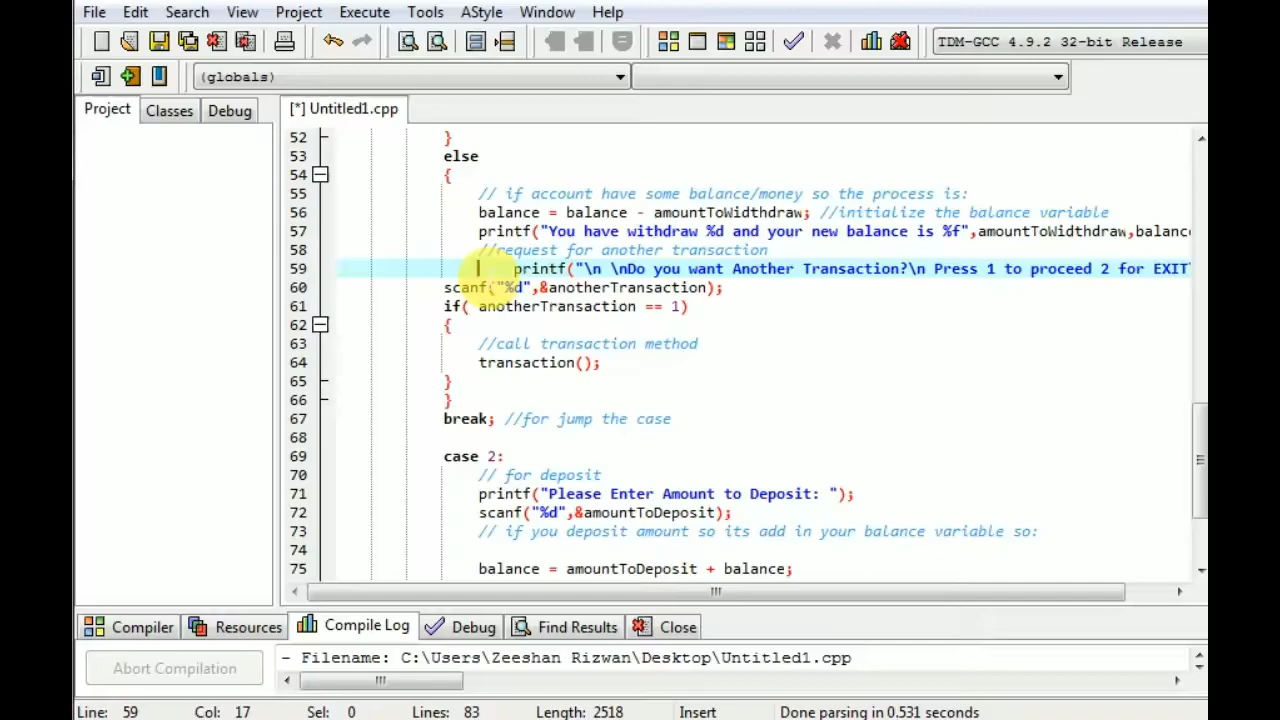 File Edit Search View Project Execute Tools AStyle Window Help
TDM-GCC 4.9.2 32-bit Release
(globals)
Project Classes Debug
[*] Untitled1.cpp
52 }
53 else
54 {
55 // if account have some balance/money so the process is:
56 balance = balance - amountToWidthdraw; //initialize the balance variable
57 printf("You have withdraw %d and your new balance is %f",amountToWidthdraw,balance
58 //request for another transaction
59 printf("\n \nDo you want Another Transaction?\n Press 1 to proceed 2 for EXIT
60 scanf("%d",&anotherTransaction);
61 if( anotherTransaction == 1)
62 {
63 //call transaction method
64 transaction();
65 }
66 }
67 break; //for jump the case
68
69 case 2:
70 // for deposit
71 printf("Please Enter Amount to Deposit: ");
72 scanf("%d",&amountToDeposit);
73 // if you deposit amount so its add in your balance variable so:
74
75 balance = amountToDeposit + balance;
Compiler Resources Compile Log Debug Find Results Close
Abort Compilation
- Filename: C:\Users\Zeeshan Rizwan\Desktop\Untitled1.cpp
Line: 59 Col: 17 Sel: 0 Lines: 83 Length: 2518 Insert Done parsing in 0.531 seconds